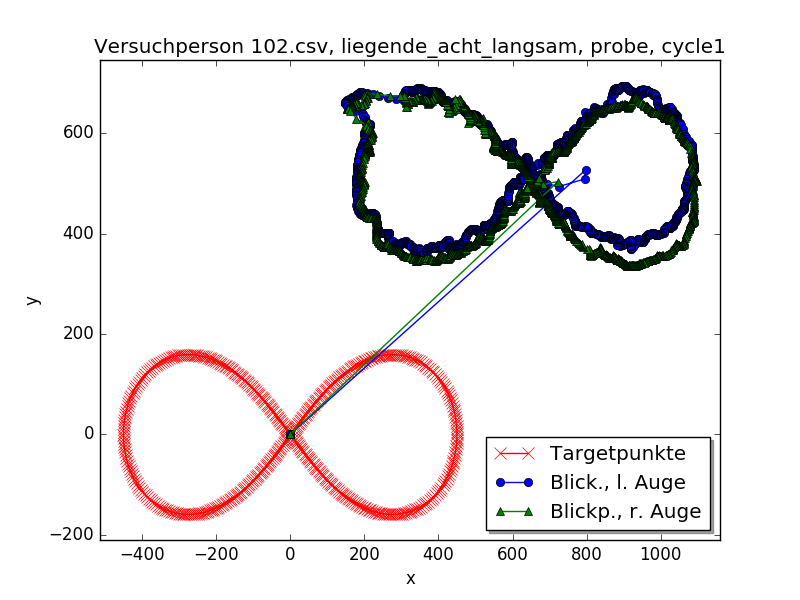 Versuchperson 102.csv, liegende_acht_langsam, probe, cycle1
y
600
400
200
0
−200
−400
−200
0
200
400
600
800
1000
x
Targetpunkte
Blick., l. Auge
Blickp., r. Auge